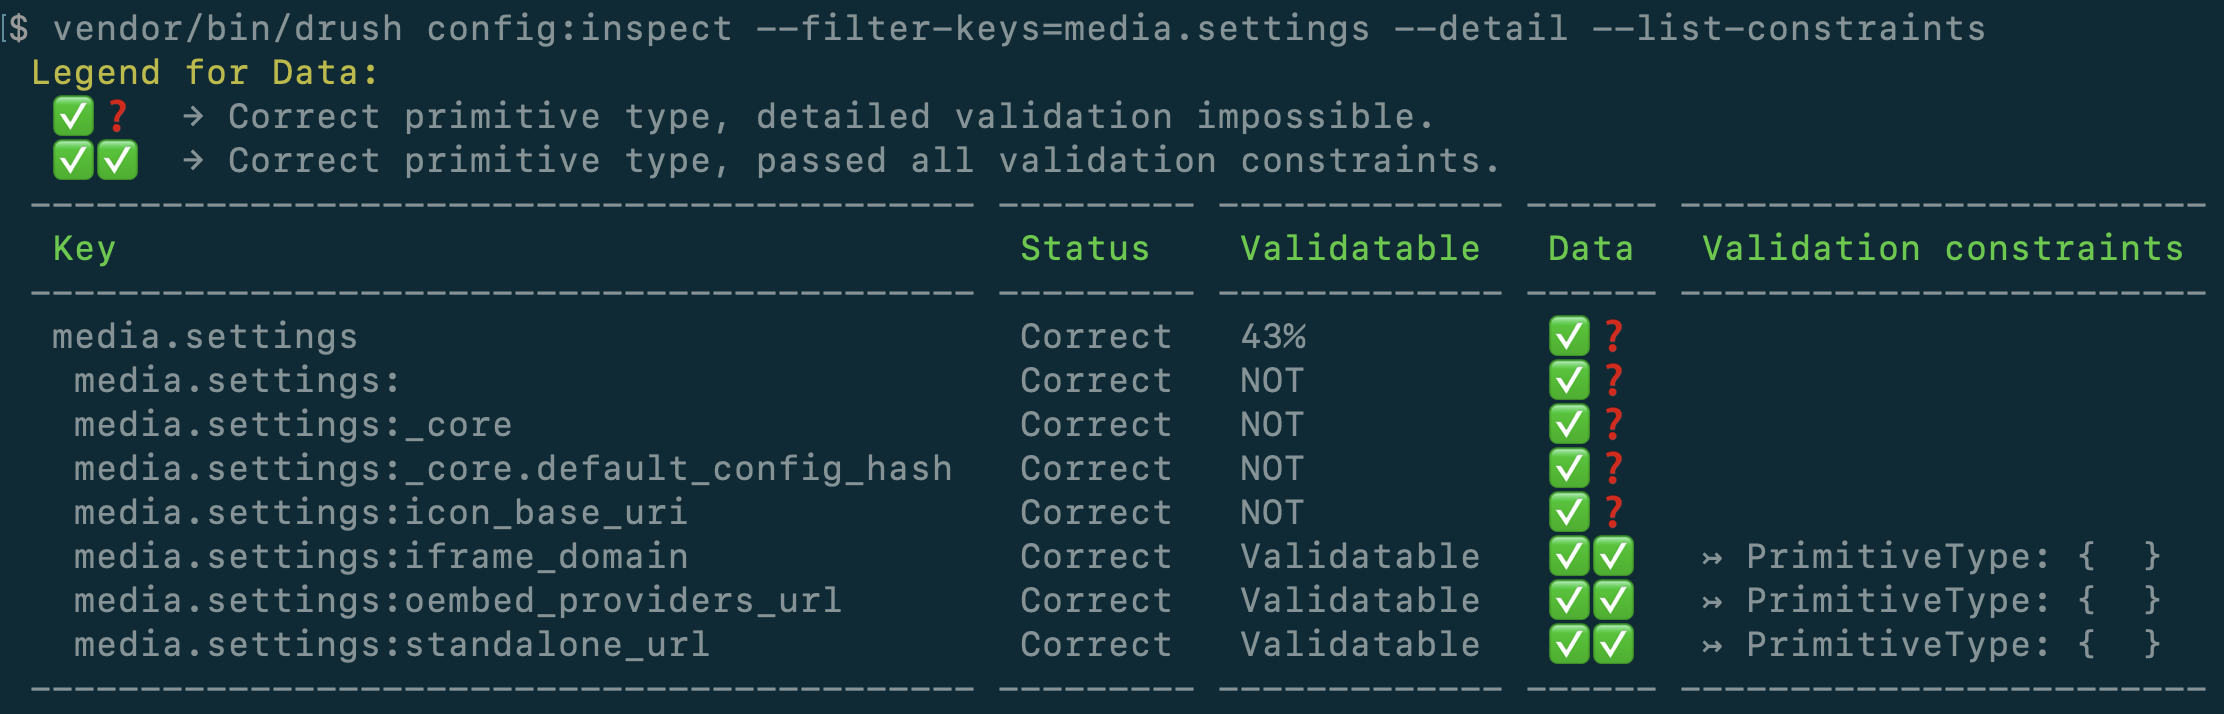 [$ vendor/bin/drush config:inspect --filter-keys=media.settings --detail --list-constraints
Legend for Data:
✅❓ → Correct primitive type, detailed validation impossible.
✅✅ → Correct primitive type, passed all validation constraints.
------------------------------------------- --------- ------------- ------ ------------------------
Key Status Validatable Data Validation constraints
------------------------------------------- --------- ------------- ------ ------------------------
media.settings Correct 43% ✅❓
media.settings: Correct NOT ✅❓
media.settings:_core Correct NOT ✅❓
media.settings:_core.default_config_hash Correct NOT ✅❓
media.settings:icon_base_uri Correct NOT ✅❓
media.settings:iframe_domain Correct Validatable ✅✅ ↣ PrimitiveType: {  }
media.settings:oembed_providers_url Correct Validatable ✅✅ ↣ PrimitiveType: {  }
media.settings:standalone_url Correct Validatable ✅✅ ↣ PrimitiveType: {  }
------------------------------------------- --------- ------------- ------ ------------------------